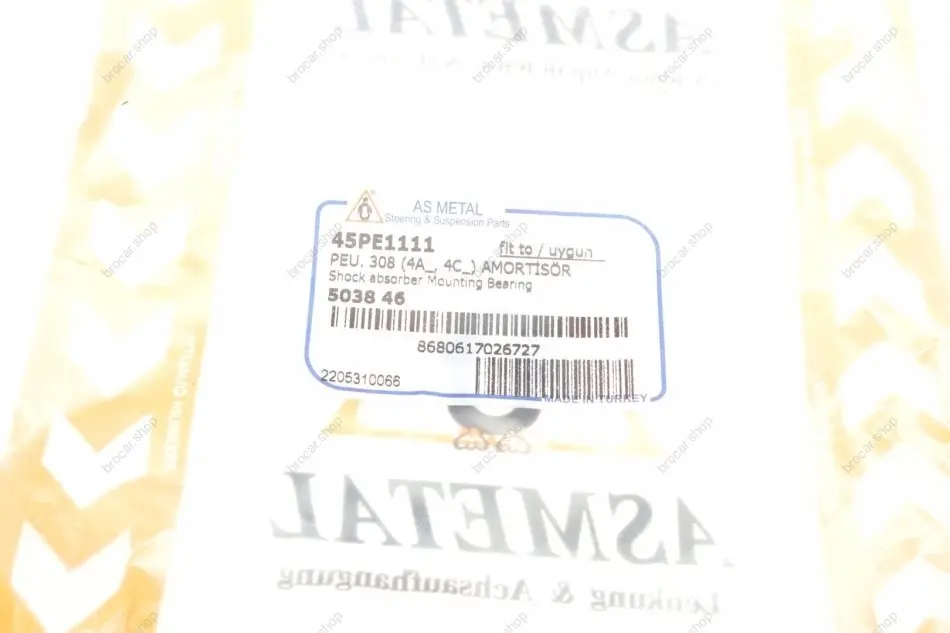 ASMETAL
AS METAL
Steering & Suspension Parts
45PE1111 fit to / uygun
PEU. 308 (4A_, 4C_) AMORTİSÖR
Shock absorber Mounting Bearing
5038 46
8680617026727
2205310066
MADE IN TURKEY
ASMETAL
Lenkung & Achsaufhangung
brocar.shop